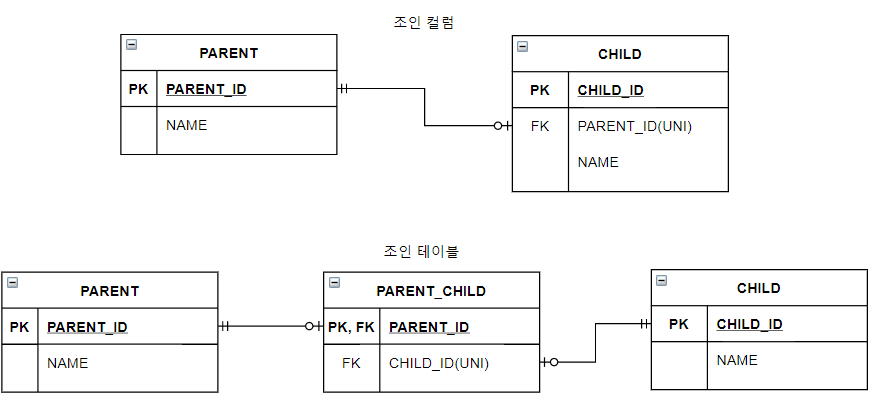 조인 컬럼
PARENT
PK PARENT_ID
NAME
CHILD
PK CHILD_ID
FK PARENT_ID(UNI)
NAME
조인 테이블
PARENT
PK PARENT_ID
NAME
PARENT_CHILD
PK, FK PARENT_ID
FK CHILD_ID(UNI)
CHILD
PK CHILD_ID
NAME